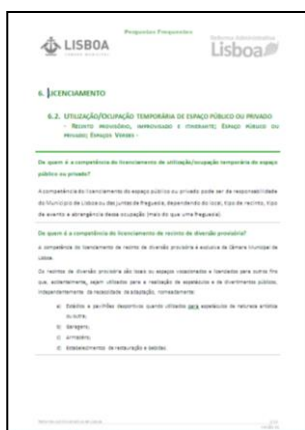 Perguntas Frequentes
LISBOA
CÂMARA MUNICIPAL
Reforma Administrativa
Lisboa
6. LICENCIAMENTO
6.2. UTILIZAÇÃO/OCUPAÇÃO TEMPORÁRIA DE ESPAÇO PÚBLICO OU PRIVADO
- RECINTO PROVISÓRIO, IMPROVISADO E ITINERANTE; ESPAÇO PÚBLICO OU
PRIVADO; ESPAÇOS VERDES -
De quem é a competência do licenciamento de utilização/ocupação temporária do espaço
público ou privado?
A competência do licenciamento do espaço público ou privado pode ser da responsabilidade
do Município de Lisboa ou das juntas de freguesia, dependendo do local, tipo de recinto, tipo
de evento e abrangência dessa ocupação (mais do que uma freguesia).
De quem é a competência do licenciamento de recinto de diversão provisória?
A competência do licenciamento de recinto de diversão provisória é exclusiva da Câmara Municipal de
Lisboa.
Os recintos de diversão provisória são locais ou espaços vocacionados e licenciados para outros fins
que, acidentalmente, sejam utilizados para a realização de espetáculos e de divertimentos públicos,
independentemente da necessidade de adaptação, nomeadamente:
a) Estádios e pavilhões desportivos quando utilizados para espetáculos de natureza artística
ou outra;
b) Garagens;
c) Armazéns;
d) Estabelecimentos de restauração e bebidas.